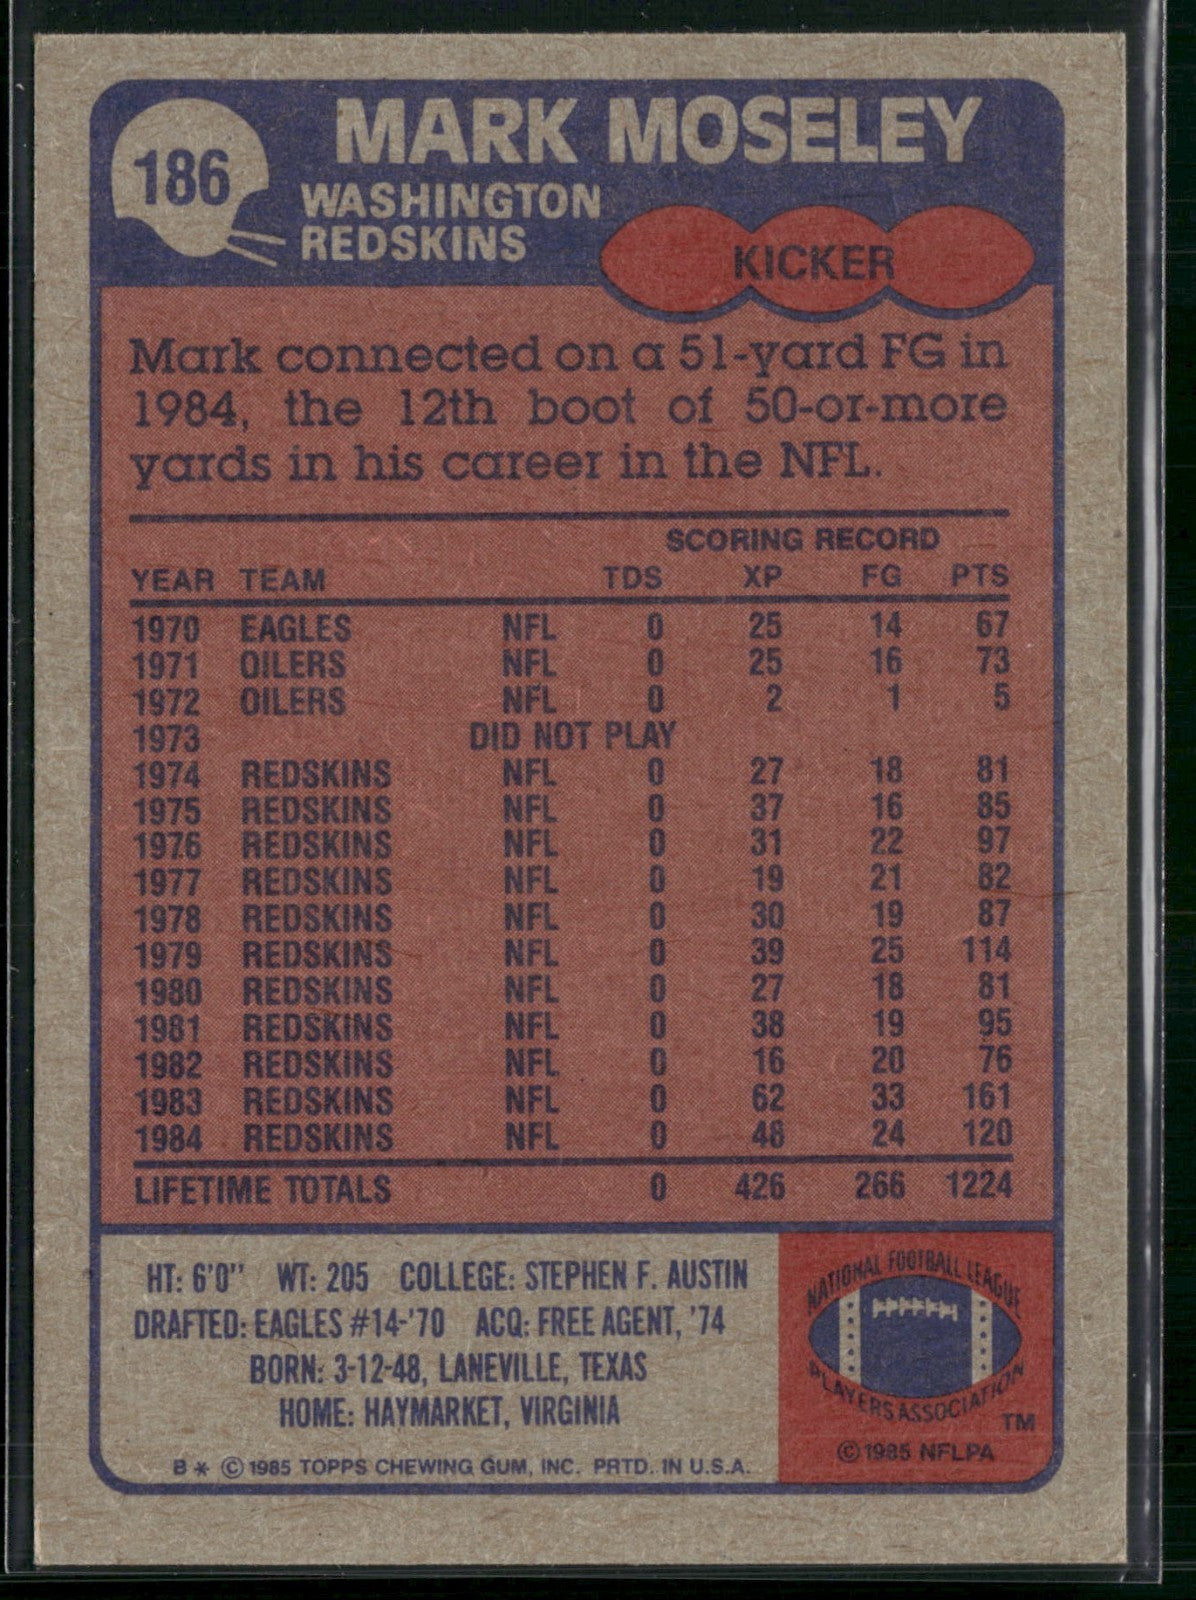 186
MARK MOSELEY
WASHINGTON
REDSKINS
KICKER
Mark connected on a 51-yard FG in
1984, the 12th boot of 50-or-more
yards in his career in the NFL.
SCORING RECORD
YEAR TEAM TDS XP FG PTS
1970 EAGLES NFL 0 25 14 67
1971 OILERS NFL 0 25 16 73
1972 OILERS NFL 0 2 1 5
1973 DID NOT PLAY
1974 REDSKINS NFL 0 27 18 81
1975 REDSKINS NFL 0 37 16 85
1976 REDSKINS NFL 0 31 22 97
1977 REDSKINS NFL 0 19 21 82
1978 REDSKINS NFL 0 30 19 87
1979 REDSKINS NFL 0 39 25 114
1980 REDSKINS NFL 0 27 18 81
1981 REDSKINS NFL 0 38 19 95
1982 REDSKINS NFL 0 16 20 76
1983 REDSKINS NFL 0 62 33 161
1984 REDSKINS NFL 0 48 24 120
LIFETIME TOTALS 0 426 266 1224
HT: 6'0" WT: 205 COLLEGE: STEPHEN F. AUSTIN
DRAFTED: EAGLES #14-'70 ACQ: FREE AGENT, '74
BORN: 3-12-48, LANEVILLE, TEXAS
HOME: HAYMARKET, VIRGINIA
B* © 1985 TOPPS CHEWING GUM, INC. PRTD. IN U.S.A.
NATIONAL FOOTBALL LEAGUE
PLAYERS ASSOCIATION
TM
© 1985 NFLPA